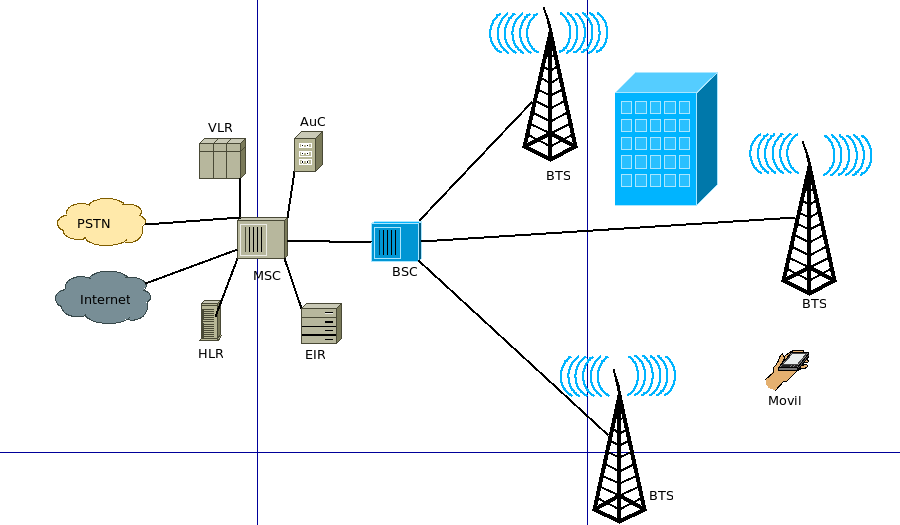 VLR
AuC
BTS
PSTN
BTS
MSC
BSC
Internet
HLR
EIR
Movil
BTS